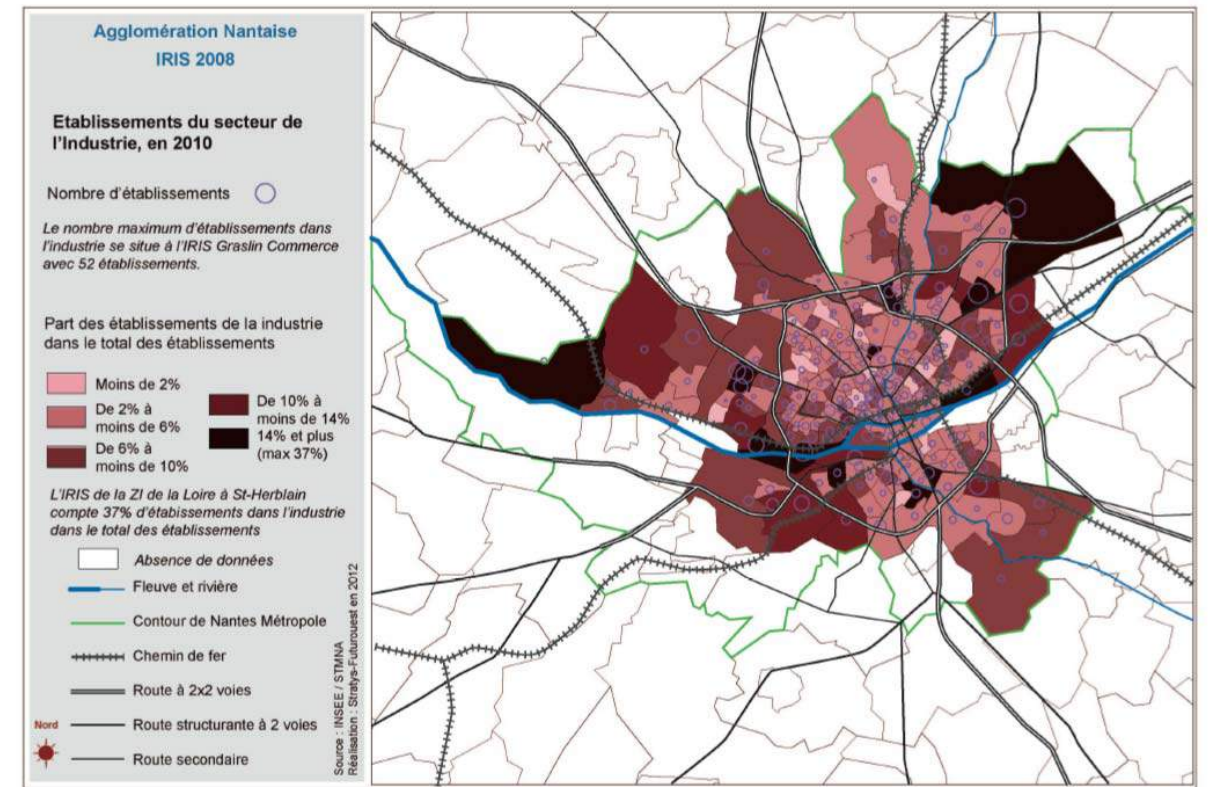 Agglomération Nantaise
IRIS 2008
Etablissements du secteur de
l'Industrie, en 2010
Nombre d'établissements
Le nombre maximum d'établissements dans
l'industrie se situe à l'IRIS Graslin Commerce
avec 52 établissements.
Part des établissements de la industrie
dans le total des établissements
Moins de 2%
De 2% à
moins de 6%
De 6% à
moins de 10%
De 10% à
moins de 14%
14% et plus
(max 37%)
L'IRIS de la ZI de la Loire à St-Herblain
compte 37% d'étabissements dans l'industrie
dans le total des établissements
Absence de données
Fleuve et rivière
Contour de Nantes Métropole
Chemin de fer
Route à 2x2 voies
Route structurante à 2 voies
Route secondaire
Nord
Source : INSEE / STMNA
Réalisation : Stratys-Futurouest en 2012